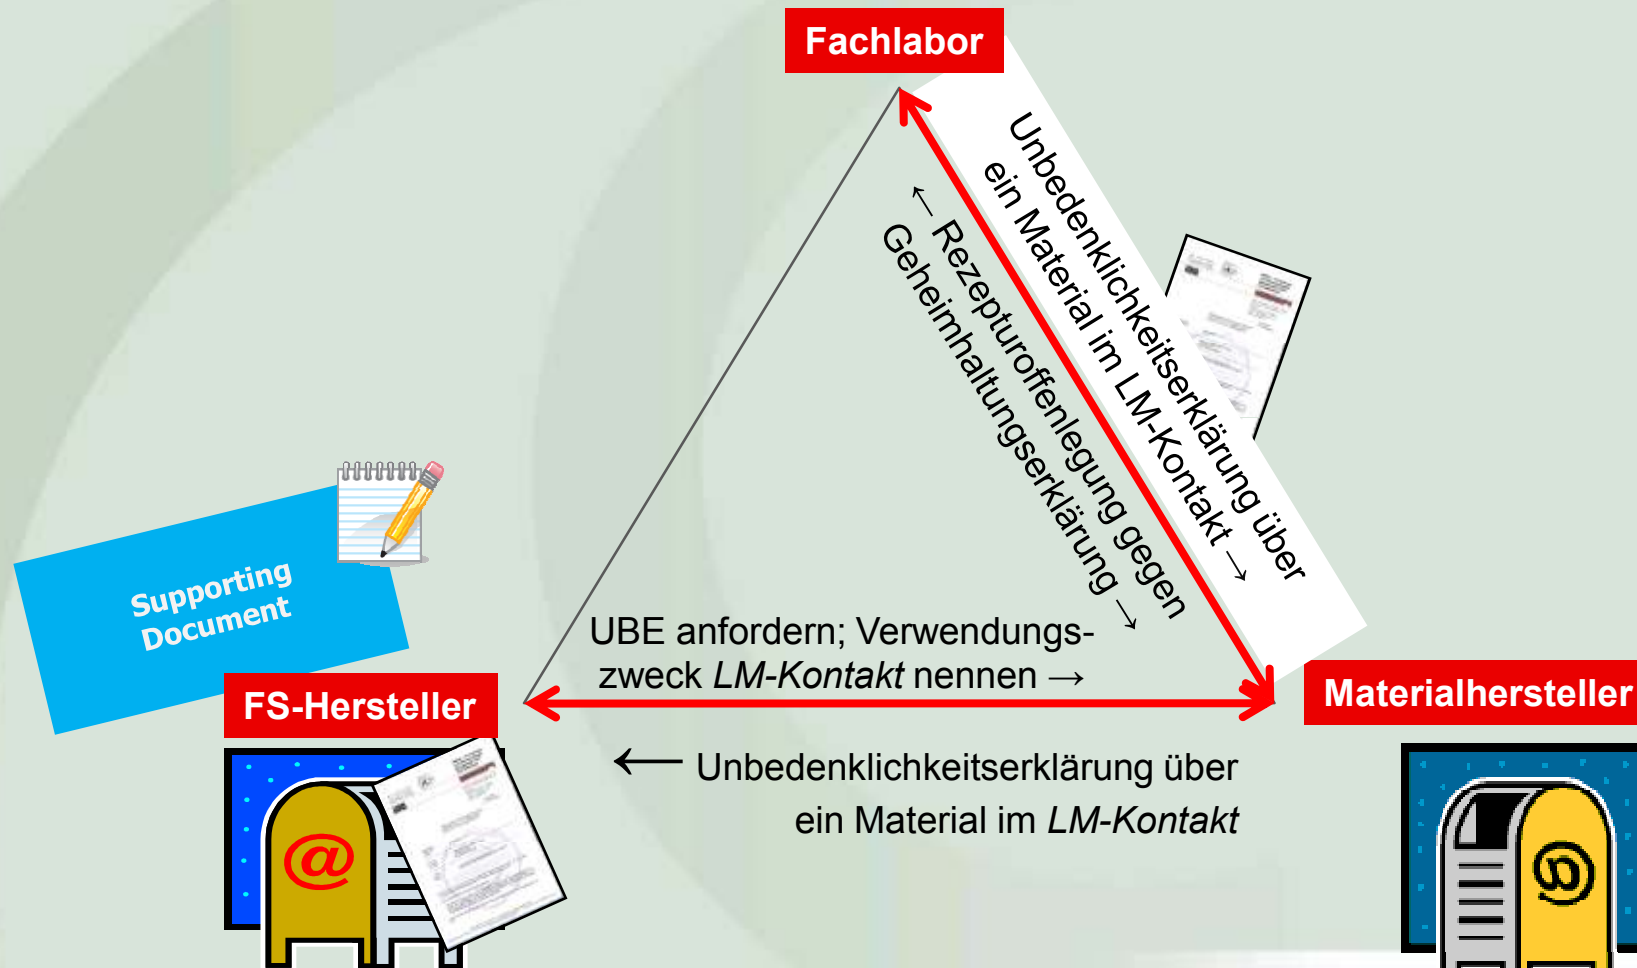 Fachlabor
Unbedenklichkeitserklärung über
ein Material im LM-Kontakt →
← Rezepturoffenlegung gegen
Geheimhaltungserklärung →
Supporting
Document
UBE anfordern; Verwendungs-
zweck LM-Kontakt nennen →
FS-Hersteller
Materialhersteller
← Unbedenklichkeitserklärung über
ein Material im LM-Kontakt
@
@